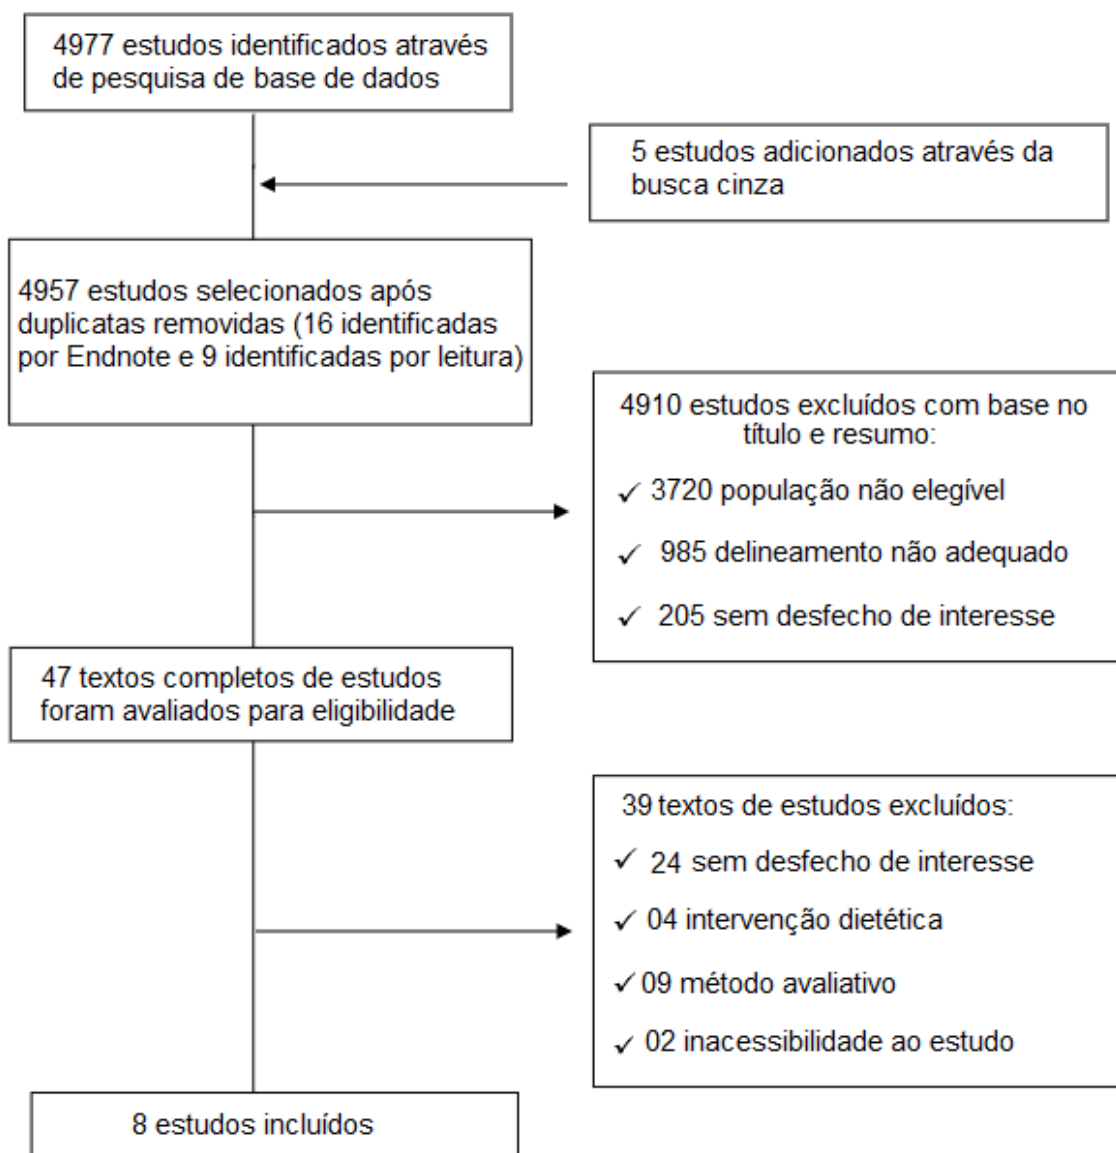 4977 estudos identificados através
de pesquisa de base de dados
5 estudos adicionados através da
busca cinza
4957 estudos selecionados após
duplicatas removidas (16 identificadas
por Endnote e 9 identificadas por leitura)
4910 estudos excluídos com base no
título e resumo:
✓ 3720 população não elegível
✓ 985 delineamento não adequado
✓ 205 sem desfecho de interesse
47 textos completos de estudos
foram avaliados para eligibilidade
39 textos de estudos excluídos:
✓ 24 sem desfecho de interesse
✓ 04 intervenção dietética
✓ 09 método avaliativo
✓ 02 inacessibilidade ao estudo
8 estudos incluídos